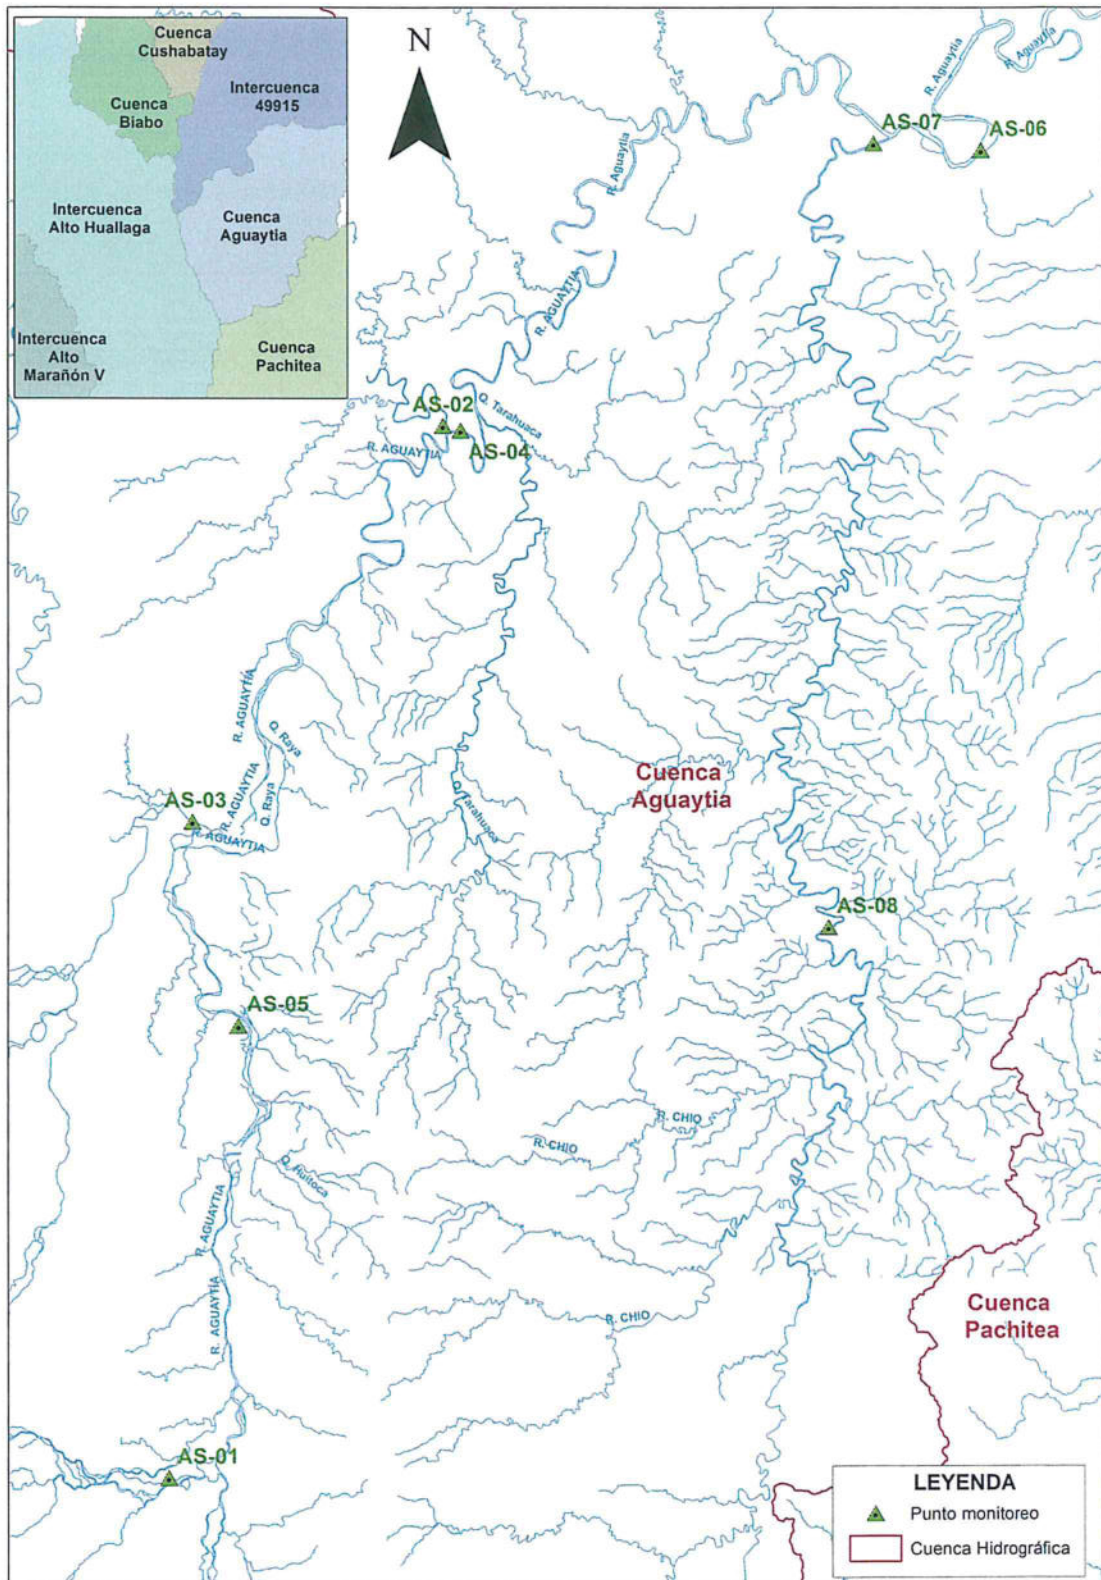 Cuenca
Cushabatay
Intercuenca
49915
Cuenca
Biabo
Intercuenca
Alto Huallaga
Cuenca
Aguaytia
Intercuenca
Alto
Marañón V
Cuenca
Pachitea
N
R. Aguaytia
R. Aguaytia
AS-07
AS-06
R. Aguaytia
R. AGUAYTIA
AS-02
Q. Tarahuaca
R. AGUAYTIA
AS-04
R. AGUAYTÍA
Q. Raya
Cuenca
Aguaytia
AS-03
R. AGUAYTIA
Q. Raya
R. AGUAYTIA
Q. Tarahuaca
AS-08
AS-05
R. CHIO
R. CHIO
Q. Huitoca
R. AGUAYTIA
R. AGUAYTÍA
R. CHIO
Cuenca
Pachitea
AS-01
LEYENDA
Punto monitoreo
Cuenca Hidrográfica